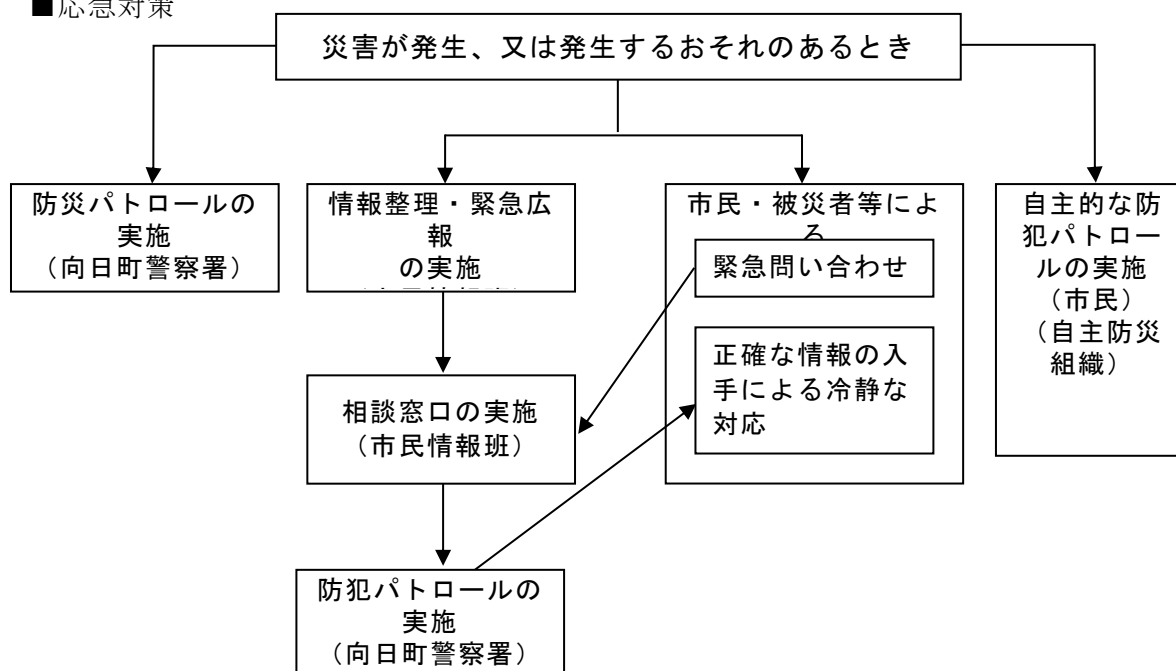 ■応急対策
災害が発生、又は発生するおそれのあるとき
防災パトロールの
実施
（向日町警察署）
情報整理・緊急広
報
の実施
市民・被災者等によ
る
緊急問い合わせ
正確な情報の入
手による冷静な
対応
自主的な防
犯パトロー
ルの実施
（市民）
（自主防災
組織）
相談窓口の実施
（市民情報班）
防犯パトロールの
実施
（向日町警察署）